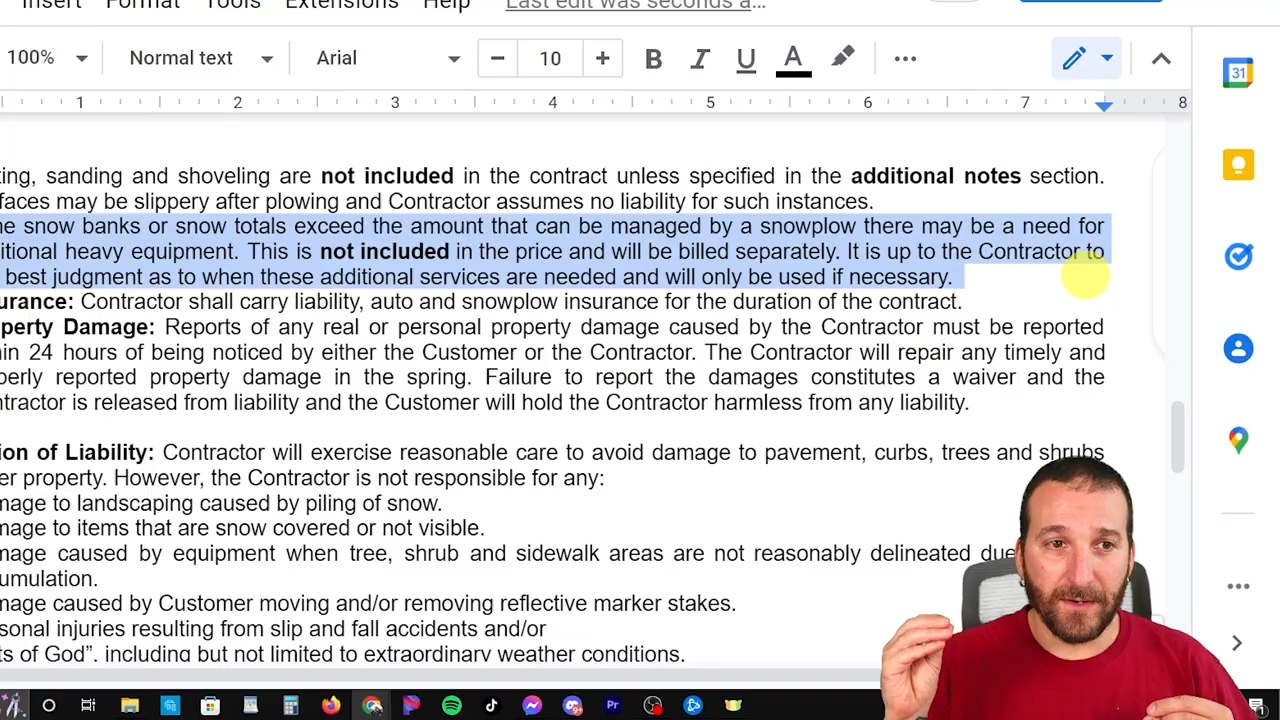 Insert Format Tools Extensions Help Last edit was seconds a...
100% Normal text Arial 10 B I U A
1 2 3 4 5 6 7 8
31
ting, sanding and shoveling are not included in the contract unless specified in the additional notes section.
faces may be slippery after plowing and Contractor assumes no liability for such instances.
he snow banks or snow totals exceed the amount that can be managed by a snowplow there may be a need for
itional heavy equipment. This is not included in the price and will be billed separately. It is up to the Contractor to
best judgment as to when these additional services are needed and will only be used if necessary.
urance: Contractor shall carry liability, auto and snowplow insurance for the duration of the contract.
perty Damage: Reports of any real or personal property damage caused by the Contractor must be reported
in 24 hours of being noticed by either the Customer or the Contractor. The Contractor will repair any timely and
perly reported property damage in the spring. Failure to report the damages constitutes a waiver and the
ntractor is released from liability and the Customer will hold the Contractor harmless from any liability.
ion of Liability: Contractor will exercise reasonable care to avoid damage to pavement, curbs, trees and shrubs
er property. However, the Contractor is not responsible for any:
mage to landscaping caused by piling of snow.
mage to items that are snow covered or not visible.
mage caused by equipment when tree, shrub and sidewalk areas are not reasonably delineated due
umulation.
mage caused by Customer moving and/or removing reflective marker stakes.
sonal injuries resulting from slip and fall accidents and/or
ts of God", including but not limited to extraordinary weather conditions.
Pr